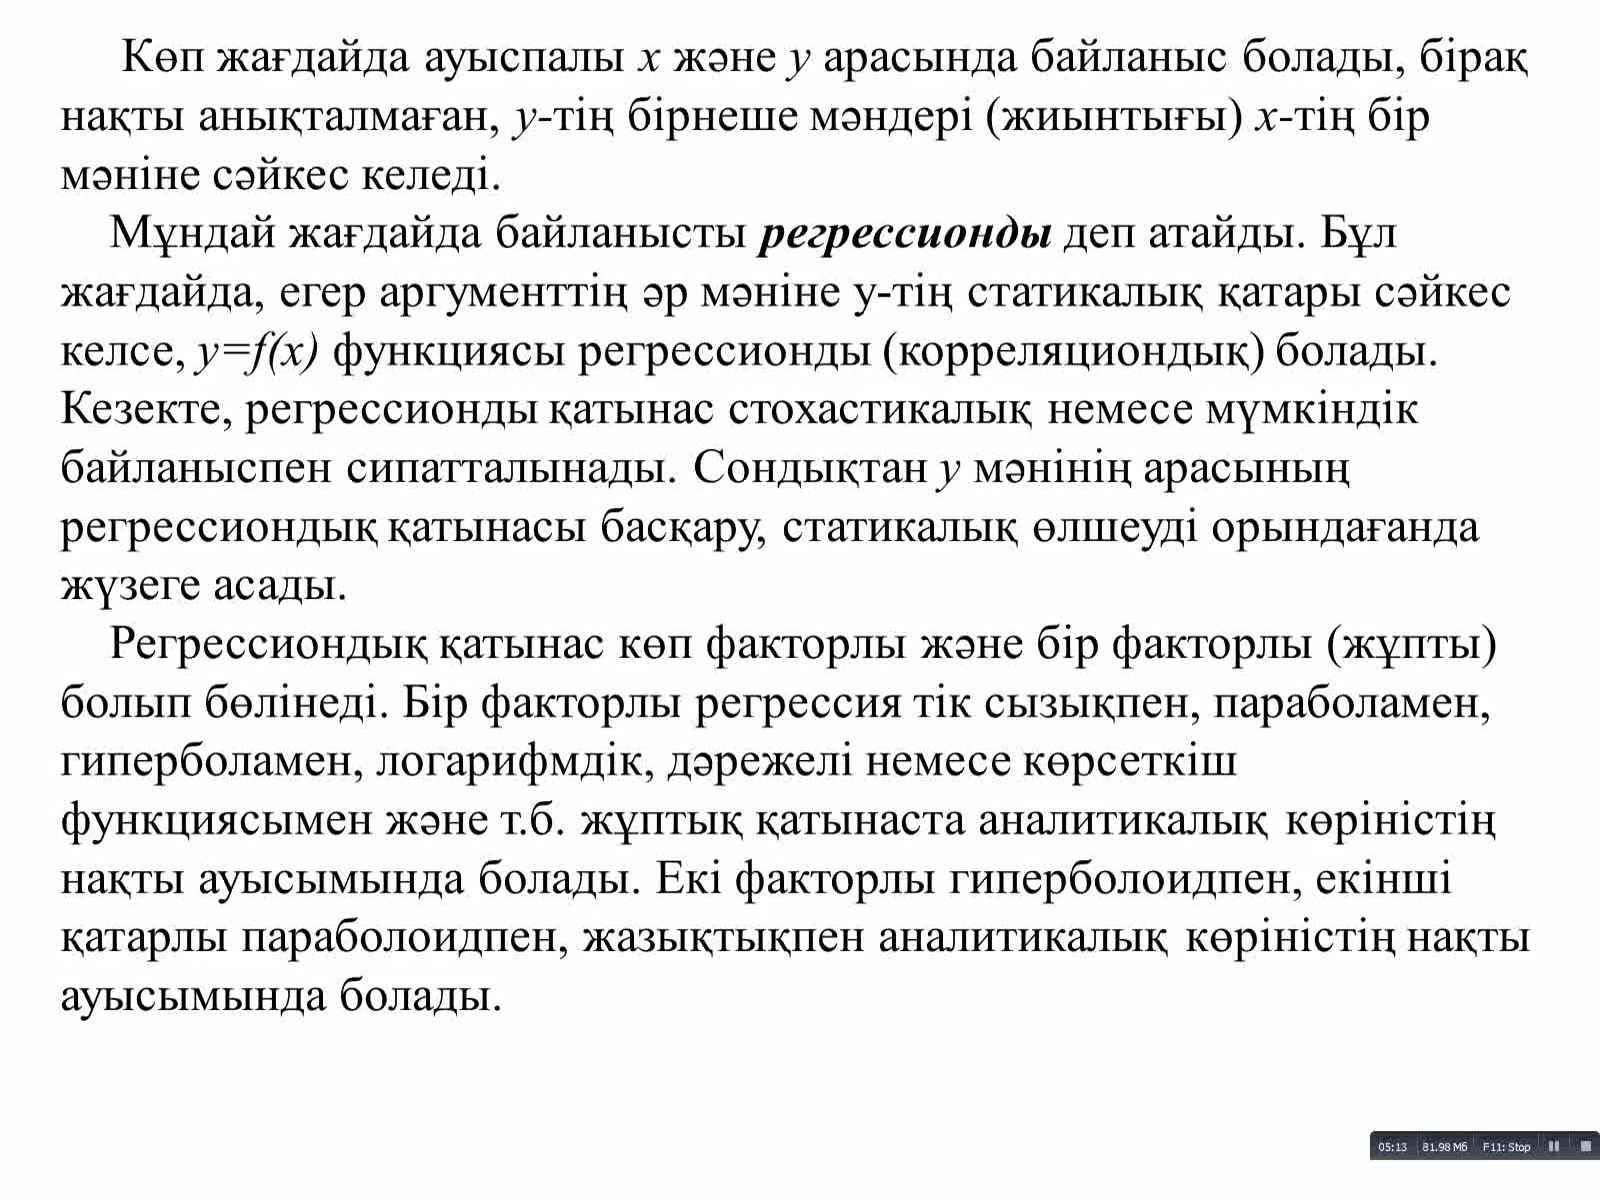 Көп жағдайда ауыспалы x және y арасында байланыс болады, бірақ
нақты анықталмаған, y-тің бірнеше мәндері (жиынтығы) x-тің бір
мәніне сәйкес келеді.
Мұндай жағдайда байланысты регрессионды деп атайды. Бұл
жағдайда, егер аргументтің әр мәніне у-тің статикалық қатары сәйкес
келсе, y=f(x) функциясы регрессионды (корреляциондық) болады.
Кезекте, регрессионды қатынас стохастикалық немесе мүмкіндік
байланыспен сипатталынады. Сондықтан y мәнінің арасының
регрессиондық қатынасы басқару, статикалық өлшеуді орындағанда
жүзеге асады.
Регрессиондық қатынас көп факторлы және бір факторлы (жұпты)
болып бөлінеді. Бір факторлы регрессия тік сызықпен, параболамен,
гиперболамен, логарифмдік, дәрежелі немесе көрсеткіш
функциясымен және т.б. жұптық қатынаста аналитикалық көріністің
нақты ауысымында болады. Екі факторлы гиперболоидпен, екінші
қатарлы параболоидпен, жазықтықпен аналитикалық көріністің нақты
ауысымында болады.
05:13 81.98 Мб F11: Stop